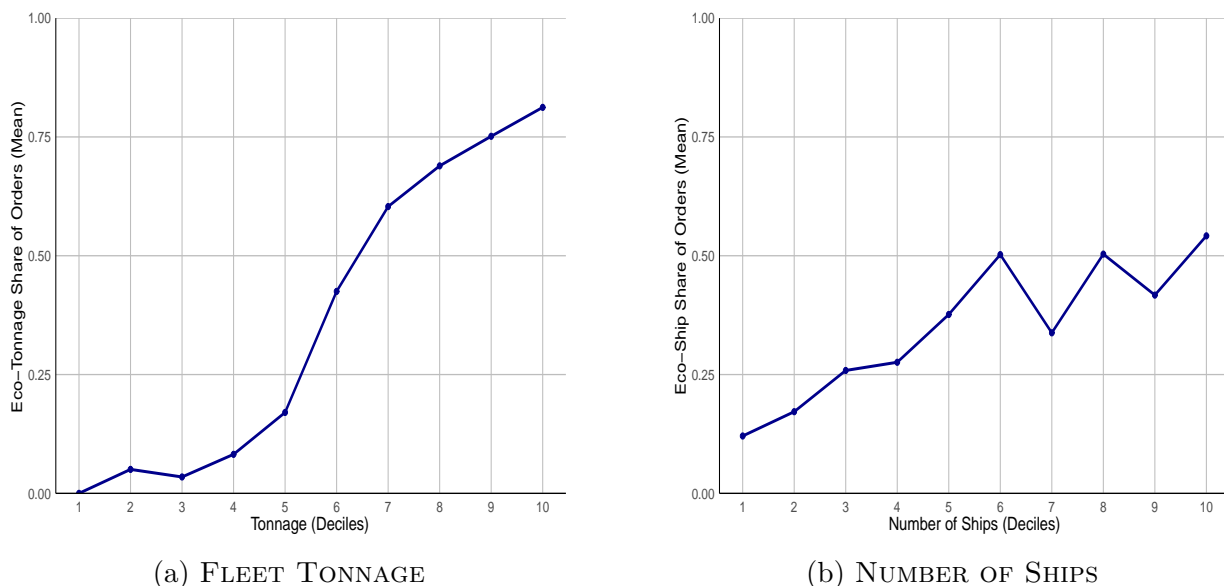 Eco−Tonnage Share of Orders (Mean)
1.00
0.75
0.50
0.25
0.00
1 2 3 4 5 6 7 8 9 10
Tonnage (Deciles)
(a) Fleet Tonnage
Eco−Ship Share of Orders (Mean)
1.00
0.75
0.50
0.25
0.00
1 2 3 4 5 6 7 8 9 10
Number of Ships (Deciles)
(b) Number of Ships